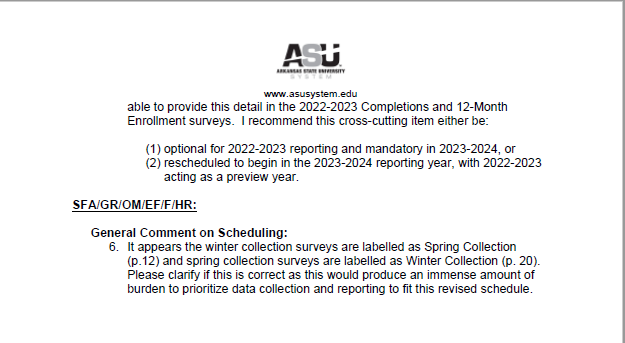 ASU
ARKANSAS STATE UNIVERSITY
SYSTEM
www.asusystem.edu
able to provide this detail in the 2022-2023 Completions and 12-Month
Enrollment surveys.  I recommend this cross-cutting item either be:
(1) optional for 2022-2023 reporting and mandatory in 2023-2024, or
(2) rescheduled to begin in the 2023-2024 reporting year, with 2022-2023
acting as a preview year.
SFA/GR/OM/EF/F/HR:
General Comment on Scheduling:
6.  It appears the winter collection surveys are labelled as Spring Collection
(p.12) and spring collection surveys are labelled as Winter Collection (p. 20).
Please clarify if this is correct as this would produce an immense amount of
burden to prioritize data collection and reporting to fit this revised schedule.